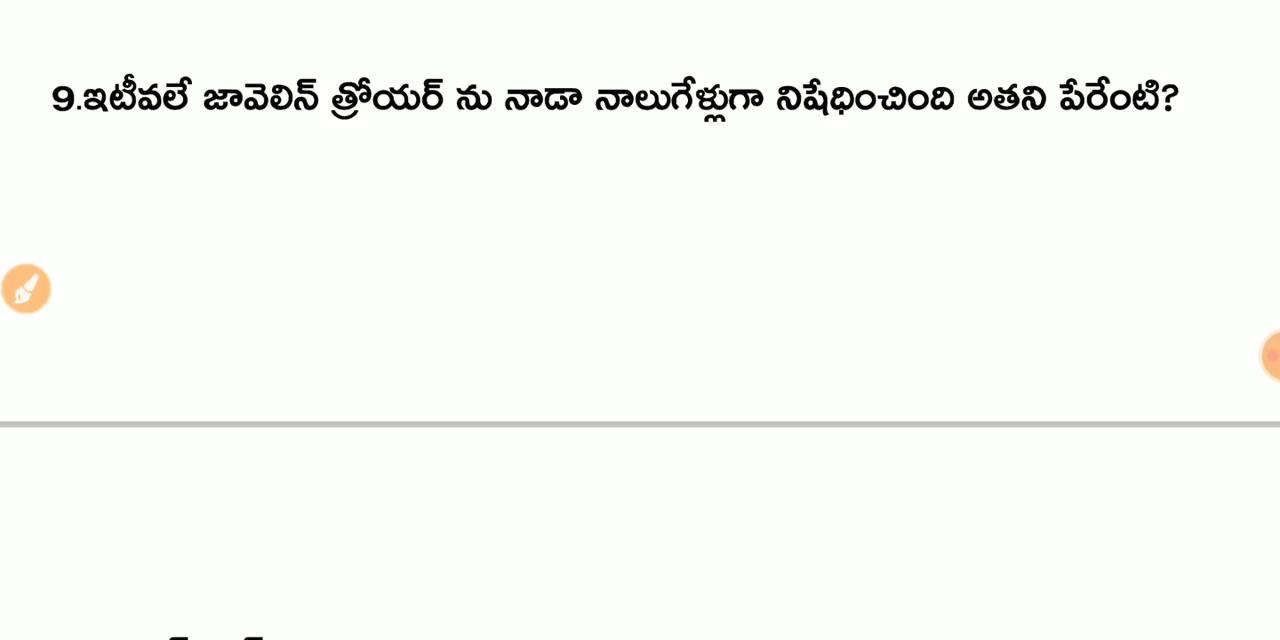 9.ఇటీవలే జావెలిన్ త్రోయర్ ను నాడా నాలుగేళ్లుగా నిషేధించింది అతని పేరేంటి?